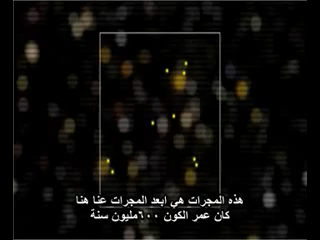 هذه المجرات هي ابعد المجرات عنا هنا
كان عمر الكون ٦٠٠مليون سنة